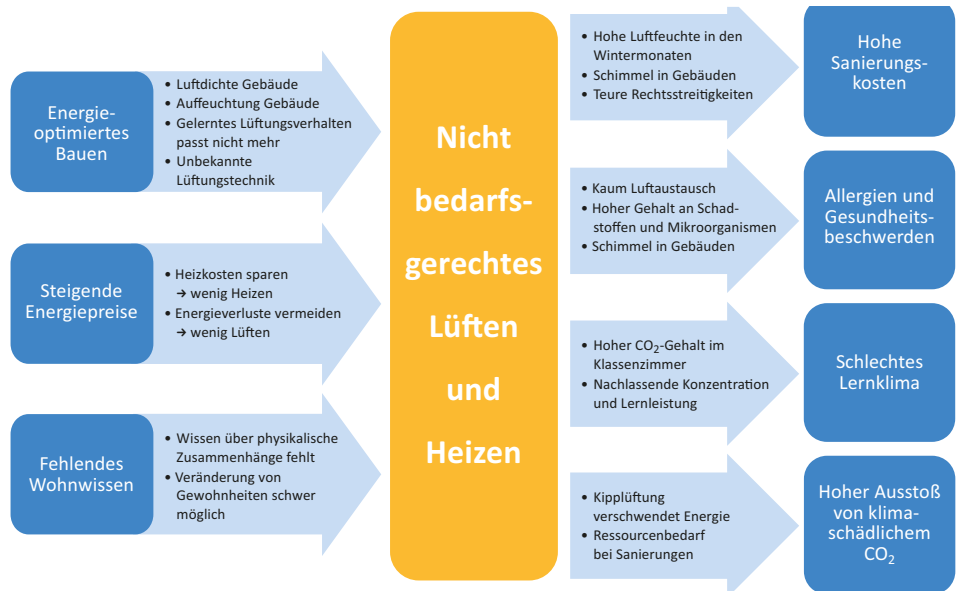 Energie-
optimiertes
Bauen
• Luftdichte Gebäude
• Auffeuchtung Gebäude
• Gelerntes Lüftungsverhalten
passt nicht mehr
• Unbekannte
Lüftungstechnik
Steigende
Energiepreise
• Heizkosten sparen
→ wenig Heizen
• Energieverluste vermeiden
→ wenig Lüften
Fehlendes
Wohnwissen
• Wissen über physikalische
Zusammenhänge fehlt
• Veränderung von
Gewohnheiten schwer
möglich
Nicht
bedarfs-
gerechtes
Lüften
und
Heizen
• Hohe Luftfeuchte in den
Wintermonaten
• Schimmel in Gebäuden
• Teure Rechtsstreitigkeiten
Hohe
Sanierungs-
kosten
• Kaum Luftaustausch
• Hoher Gehalt an Schad-
stoffen und Mikroorganismen
• Schimmel in Gebäuden
Allergien und
Gesundheits-
beschwerden
• Hoher CO₂-Gehalt im
Klassenzimmer
• Nachlassende Konzentration
und Lernleistung
Schlechtes
Lernklima
• Kipplüftung
verschwendet Energie
• Ressourcenbedarf
bei Sanierungen
Hoher Ausstoß
von klima-
schädlichem
CO₂